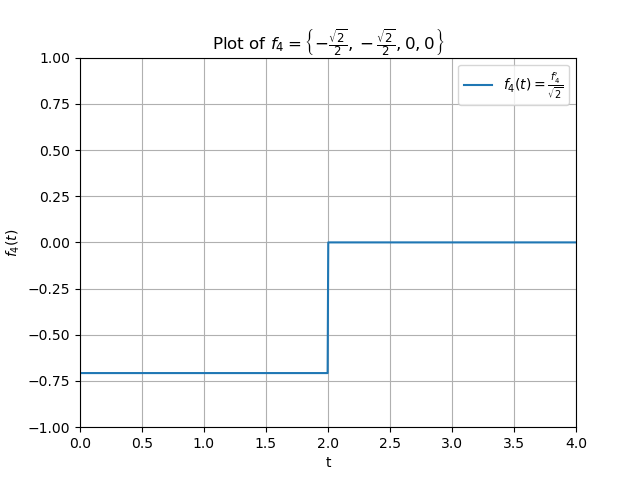 Plot of f₄ = {−√2/2, −√2/2, 0, 0}
f₄(t) = f₄′/√2
1.00
0.75
0.50
0.25
0.00
−0.25
−0.50
−0.75
−1.00
f₄(t)
0.0 0.5 1.0 1.5 2.0 2.5 3.0 3.5 4.0
t